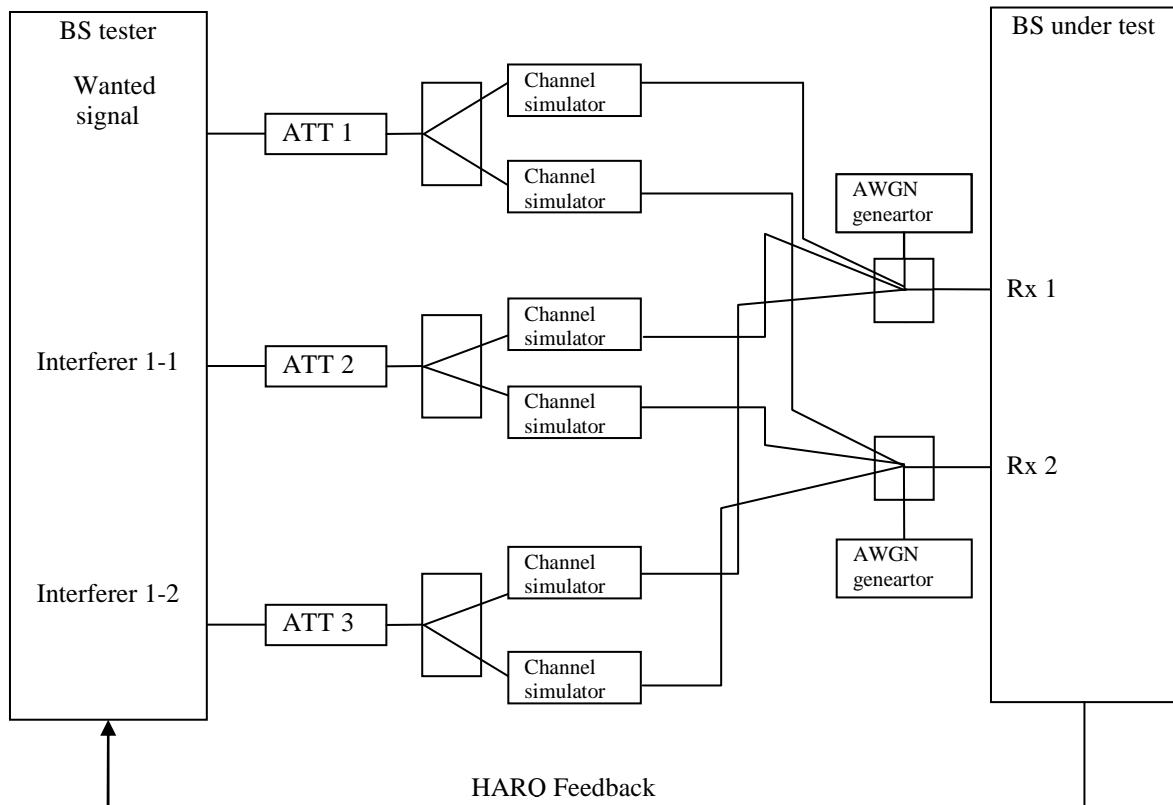 BS tester
BS under test
Wanted
signal
Channel
simulator
ATT 1
Channel
simulator
AWGN
geneartor
Rx 1
Channel
simulator
Interferer 1-1
ATT 2
Channel
simulator
Rx 2
AWGN
geneartor
Channel
simulator
Interferer 1-2
ATT 3
Channel
simulator
HARO Feedback